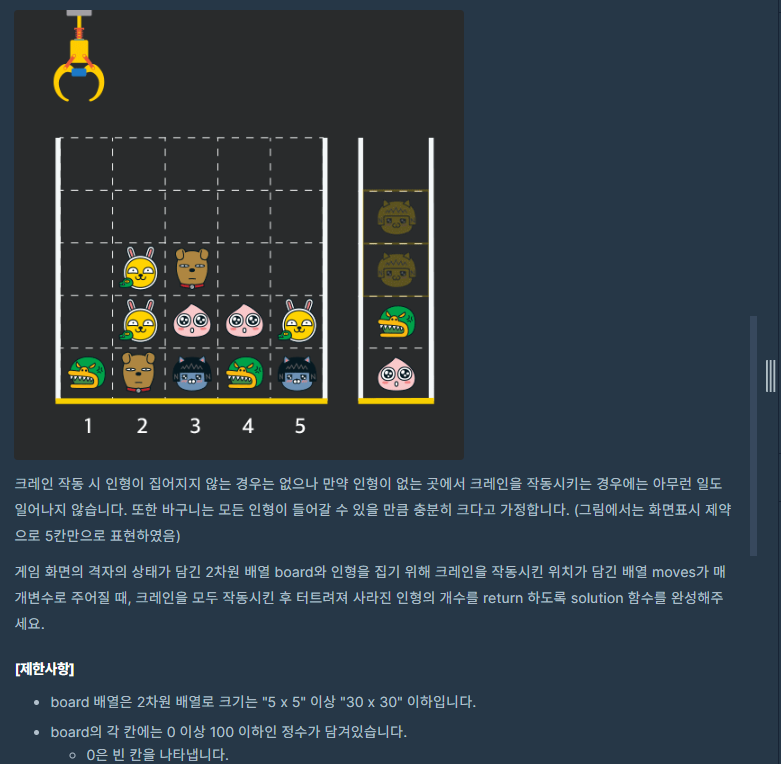 1 2 3 4 5
크레인 작동 시 인형이 집어지지 않는 경우는 없으나 만약 인형이 없는 곳에서 크레인을 작동시키는 경우에는 아무런 일도
일어나지 않습니다. 또한 바구니는 모든 인형이 들어갈 수 있을 만큼 충분히 크다고 가정합니다. (그림에서는 화면표시 제약
으로 5칸만으로 표현하였음)
게임 화면의 격자의 상태가 담긴 2차원 배열 board와 인형을 집기 위해 크레인을 작동시킨 위치가 담긴 배열 moves가 매
개변수로 주어질 때, 크레인을 모두 작동시킨 후 터트려져 사라진 인형의 개수를 return 하도록 solution 함수를 완성해주
세요.
[제한사항]
• board 배열은 2차원 배열로 크기는 "5 x 5" 이상 "30 x 30" 이하입니다.
• board의 각 칸에는 0 이상 100 이하인 정수가 담겨있습니다.
◦ 0은 빈 칸을 나타냅니다.